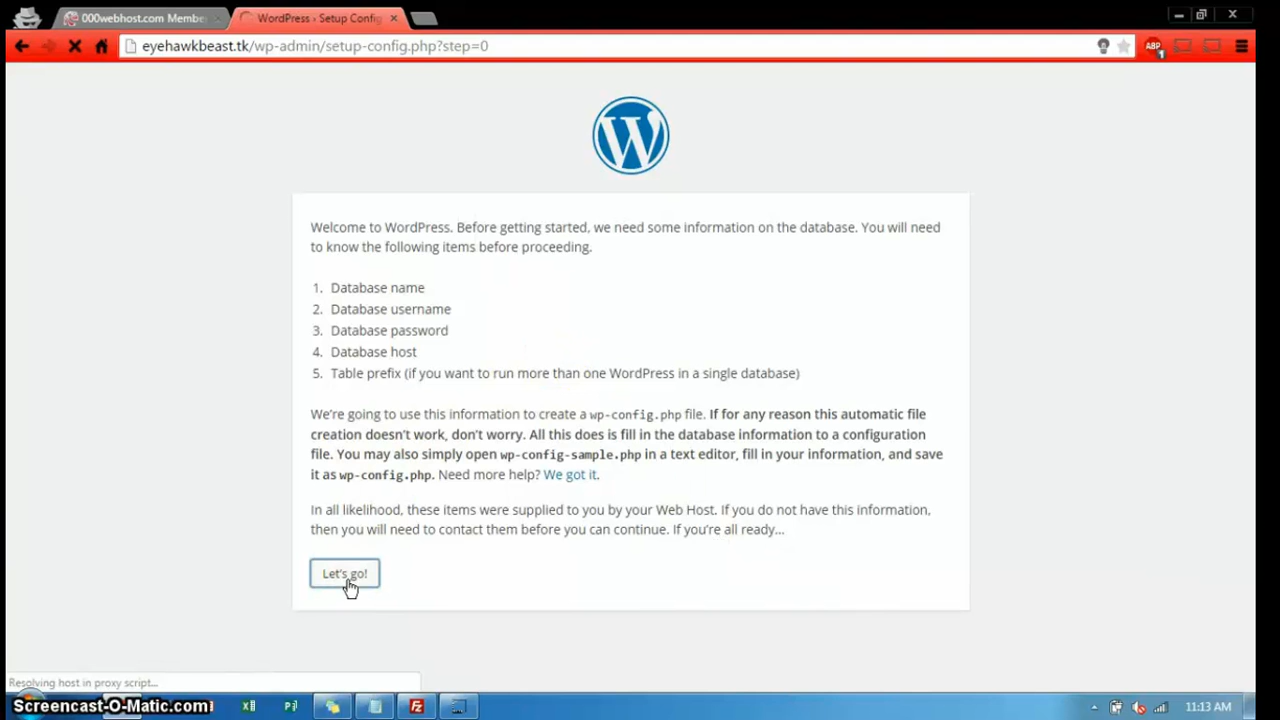 000webhost.com Membe
WordPress › Setup Config
eyehawkbeast.tk/wp-admin/setup-config.php?step=0
ABP
1
W
Welcome to WordPress. Before getting started, we need some information on the database. You will need
to know the following items before proceeding.
1. Database name
2. Database username
3. Database password
4. Database host
5. Table prefix (if you want to run more than one WordPress in a single database)
We're going to use this information to create a wp-config.php file. If for any reason this automatic file
creation doesn't work, don't worry. All this does is fill in the database information to a configuration
file. You may also simply open wp-config-sample.php in a text editor, fill in your information, and save
it as wp-config.php. Need more help? We got it.
In all likelihood, these items were supplied to you by your Web Host. If you do not have this information,
then you will need to contact them before you can continue. If you're all ready...
Let's go!
Resolving host in proxy script...
Screencast-O-Matic.com
11:13 AM